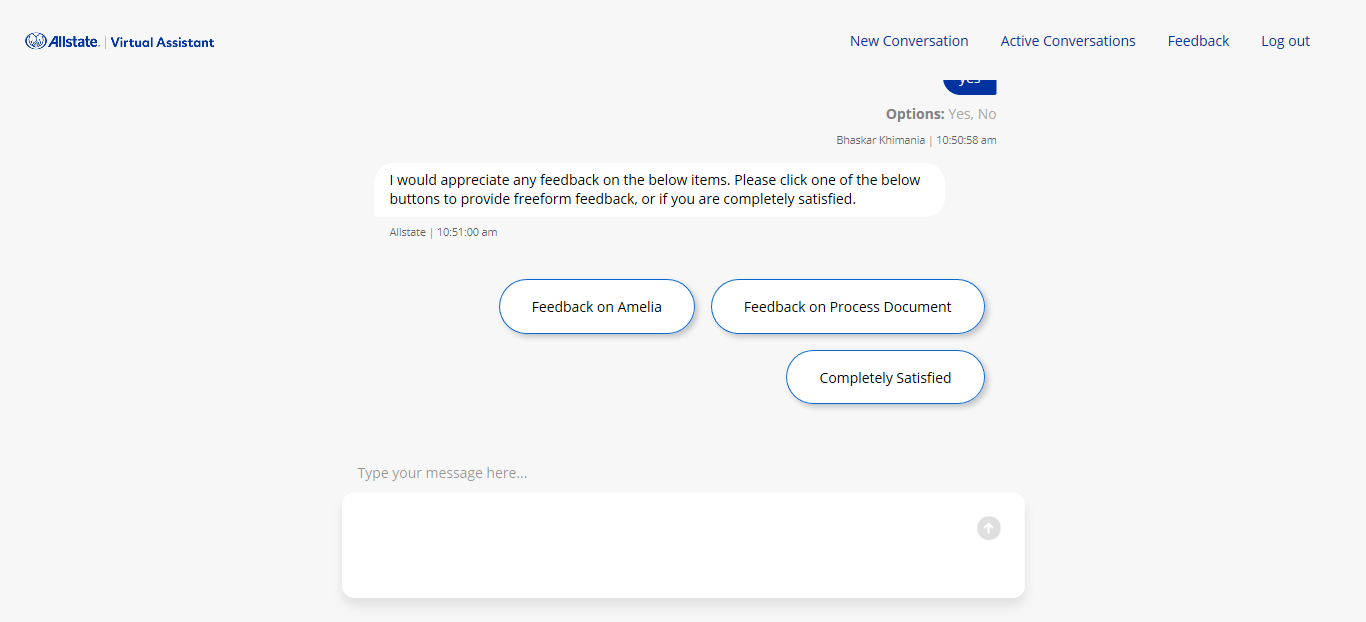 Allstate. | Virtual Assistant
New Conversation Active Conversations Feedback Log out
yes
Options: Yes, No
Bhaskar Khimania | 10:50:58 am
I would appreciate any feedback on the below items. Please click one of the below
buttons to provide freeform feedback, or if you are completely satisfied.
Allstate | 10:51:00 am
Feedback on Amelia
Feedback on Process Document
Completely Satisfied
Type your message here...